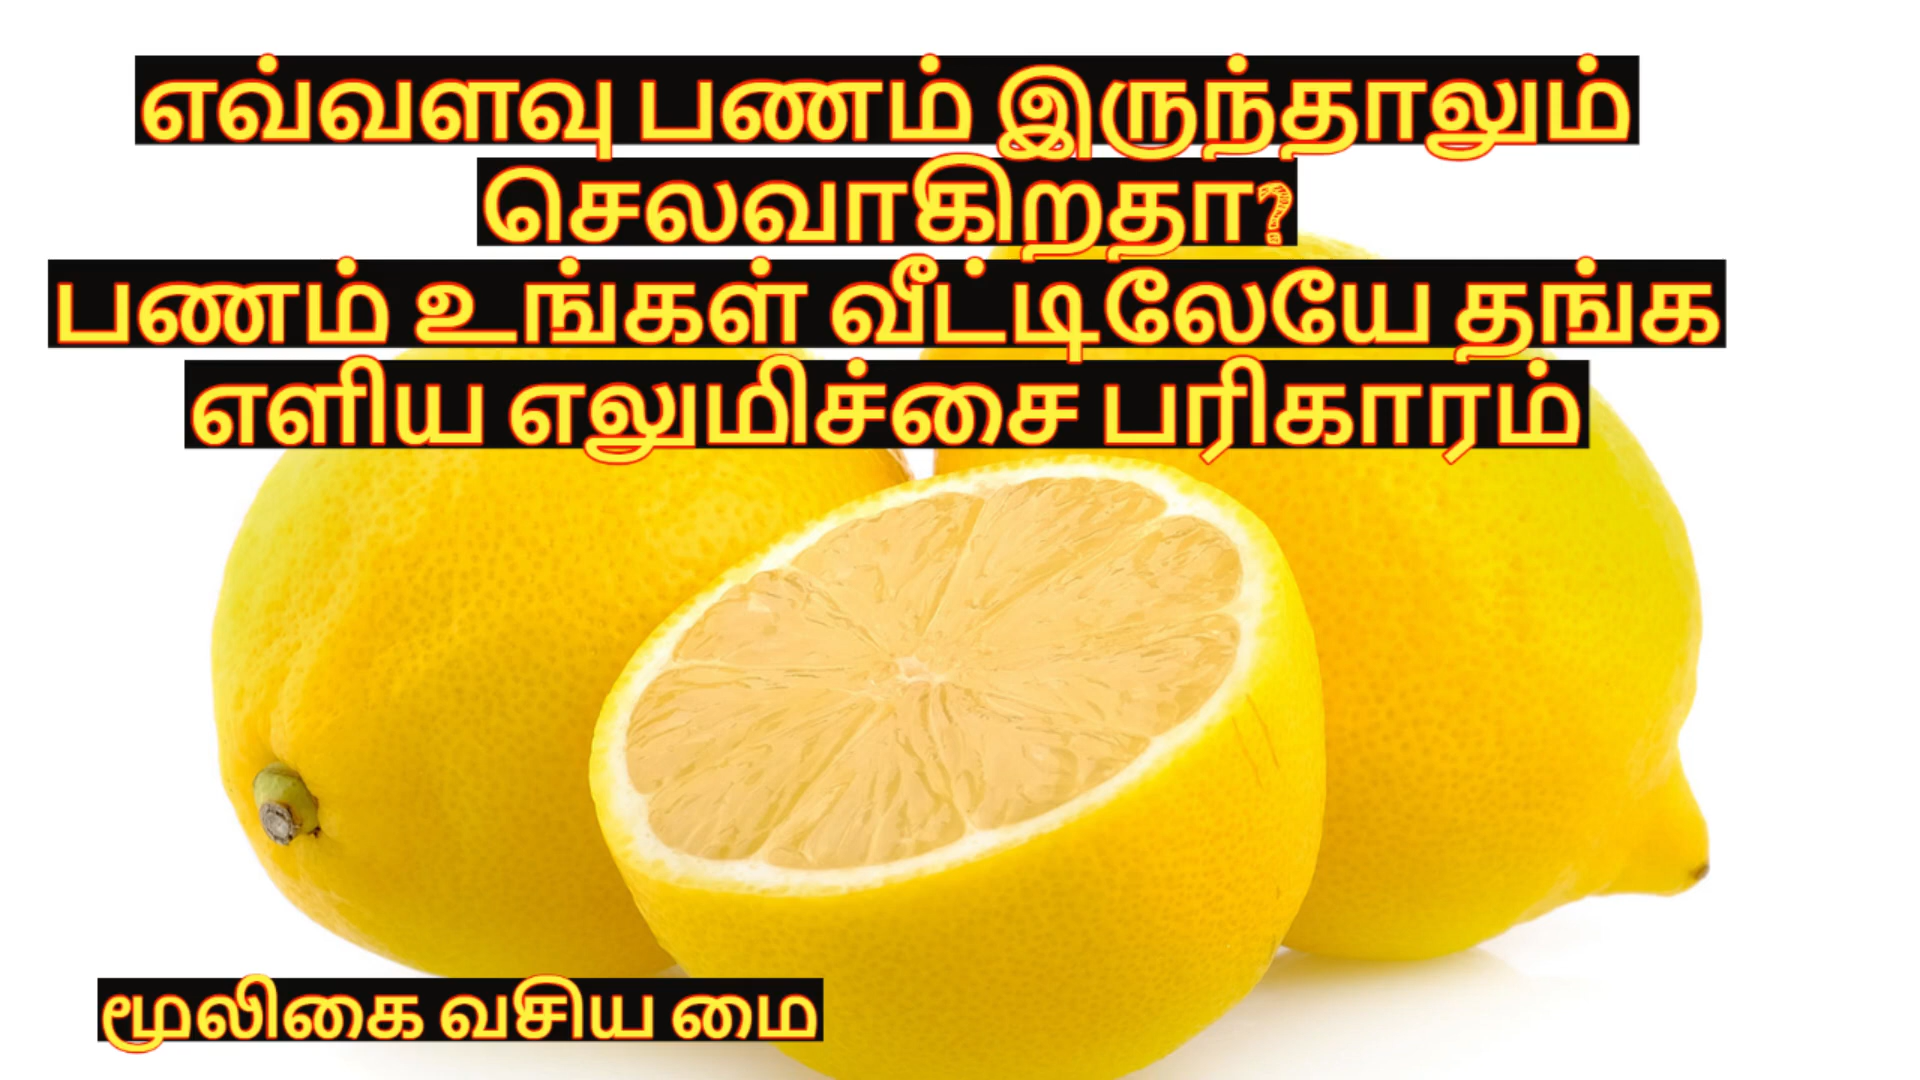 எவ்வளவு பணம் இருந்தாலும்
செலவாகிறதா?
பணம் உங்கள் வீட்டிலேயே தங்க
எளிய எலுமிச்சை பரிகாரம்
மூலிகை வசிய மை